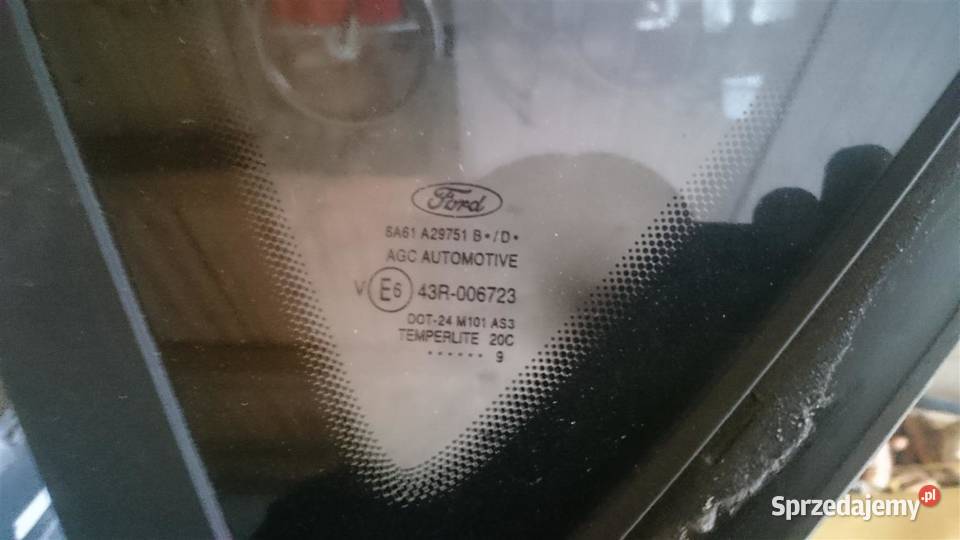 Ford
8A61 A29751 B•/D•
AGC AUTOMOTIVE
V E6 43R-006723
DOT-24 M101 AS3
TEMPERLITE 20C
•••••• 9
Sprzedajemy.pl